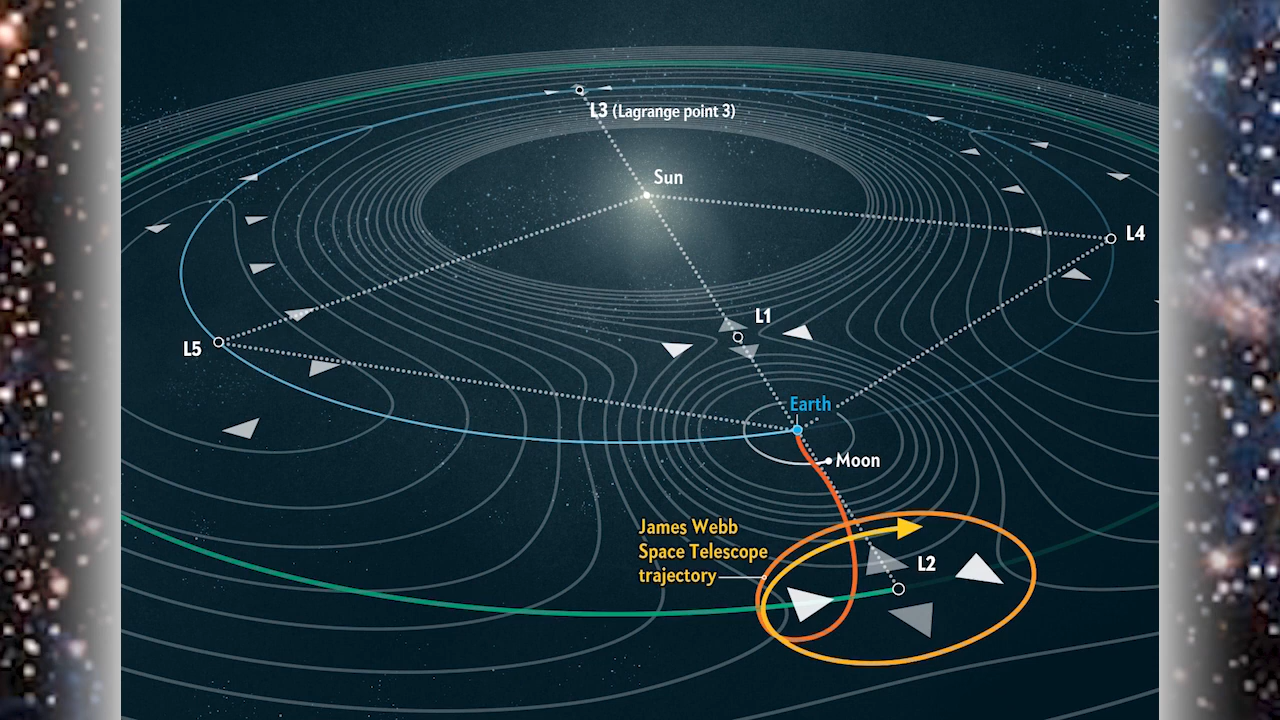 L3 (Lagrange point 3)
Sun
L4
L1
L5
Earth
Moon
James Webb
Space Telescope
trajectory
L2